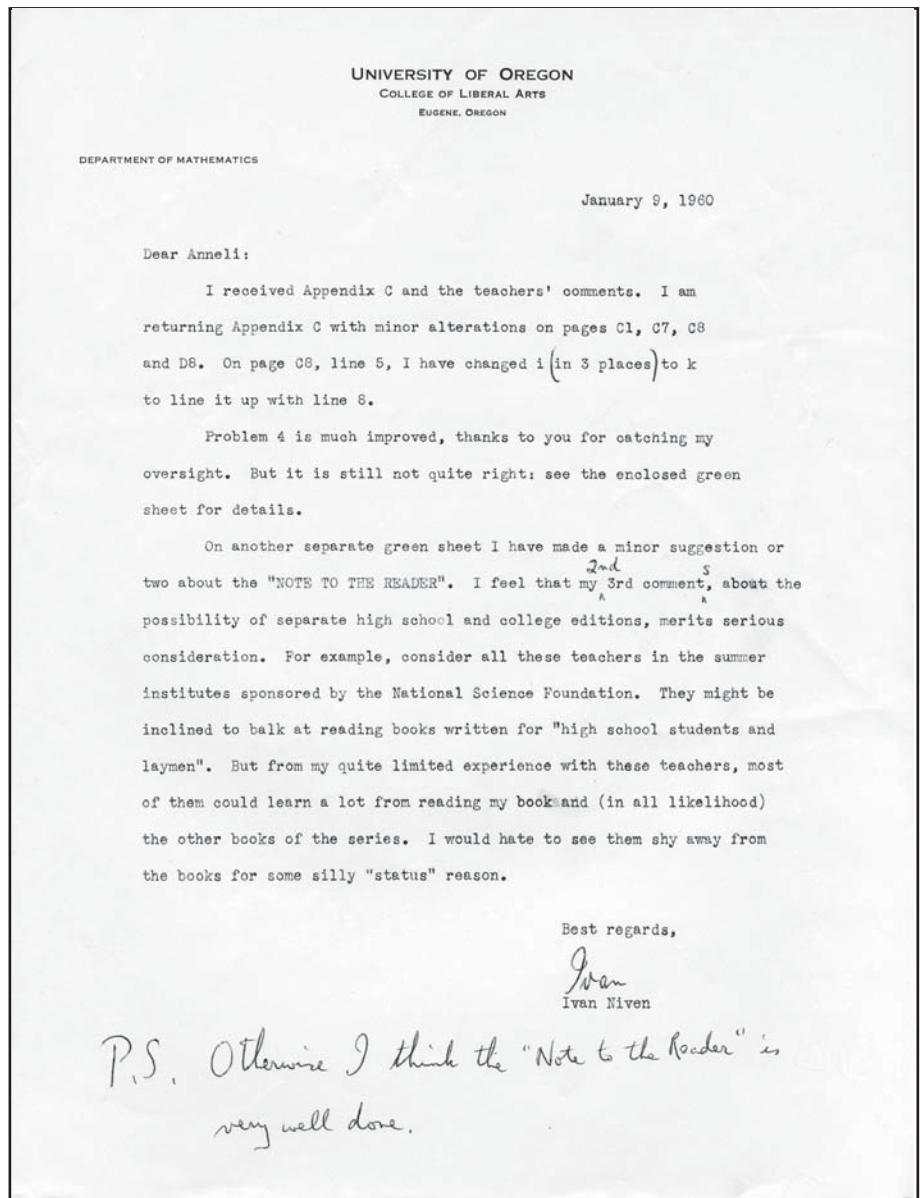 UNIVERSITY OF OREGON
COLLEGE OF LIBERAL ARTS
EUGENE, OREGON
DEPARTMENT OF MATHEMATICS
January 9, 1960
Dear Anneli:
I received Appendix C and the teachers' comments. I am
returning Appendix C with minor alterations on pages C1, C7, C8
and D8. On page C8, line 5, I have changed i (in 3 places) to k
to line it up with line 8.
Problem 4 is much improved, thanks to you for catching my
oversight. But it is still not quite right: see the enclosed green
sheet for details.
On another separate green sheet I have made a minor suggestion or
two about the "NOTE TO THE READER". I feel that my 2nd 3rd comments, about the
possibility of separate high school and college editions, merits serious
consideration. For example, consider all these teachers in the summer
institutes sponsored by the National Science Foundation. They might be
inclined to balk at reading books written for "high school students and
laymen". But from my quite limited experience with these teachers, most
of them could learn a lot from reading my book and (in all likelihood)
the other books of the series. I would hate to see them shy away from
the books for some silly "status" reason.
Best regards,
Ivan
Ivan Niven
P.S. Otherwise I think the "Note to the Reader" is
very well done.